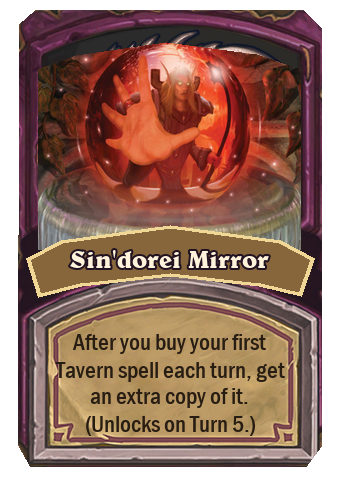 Sin'dorei Mirror
After you buy your first
Tavern spell each turn, get
an extra copy of it.
(Unlocks on Turn 5.)